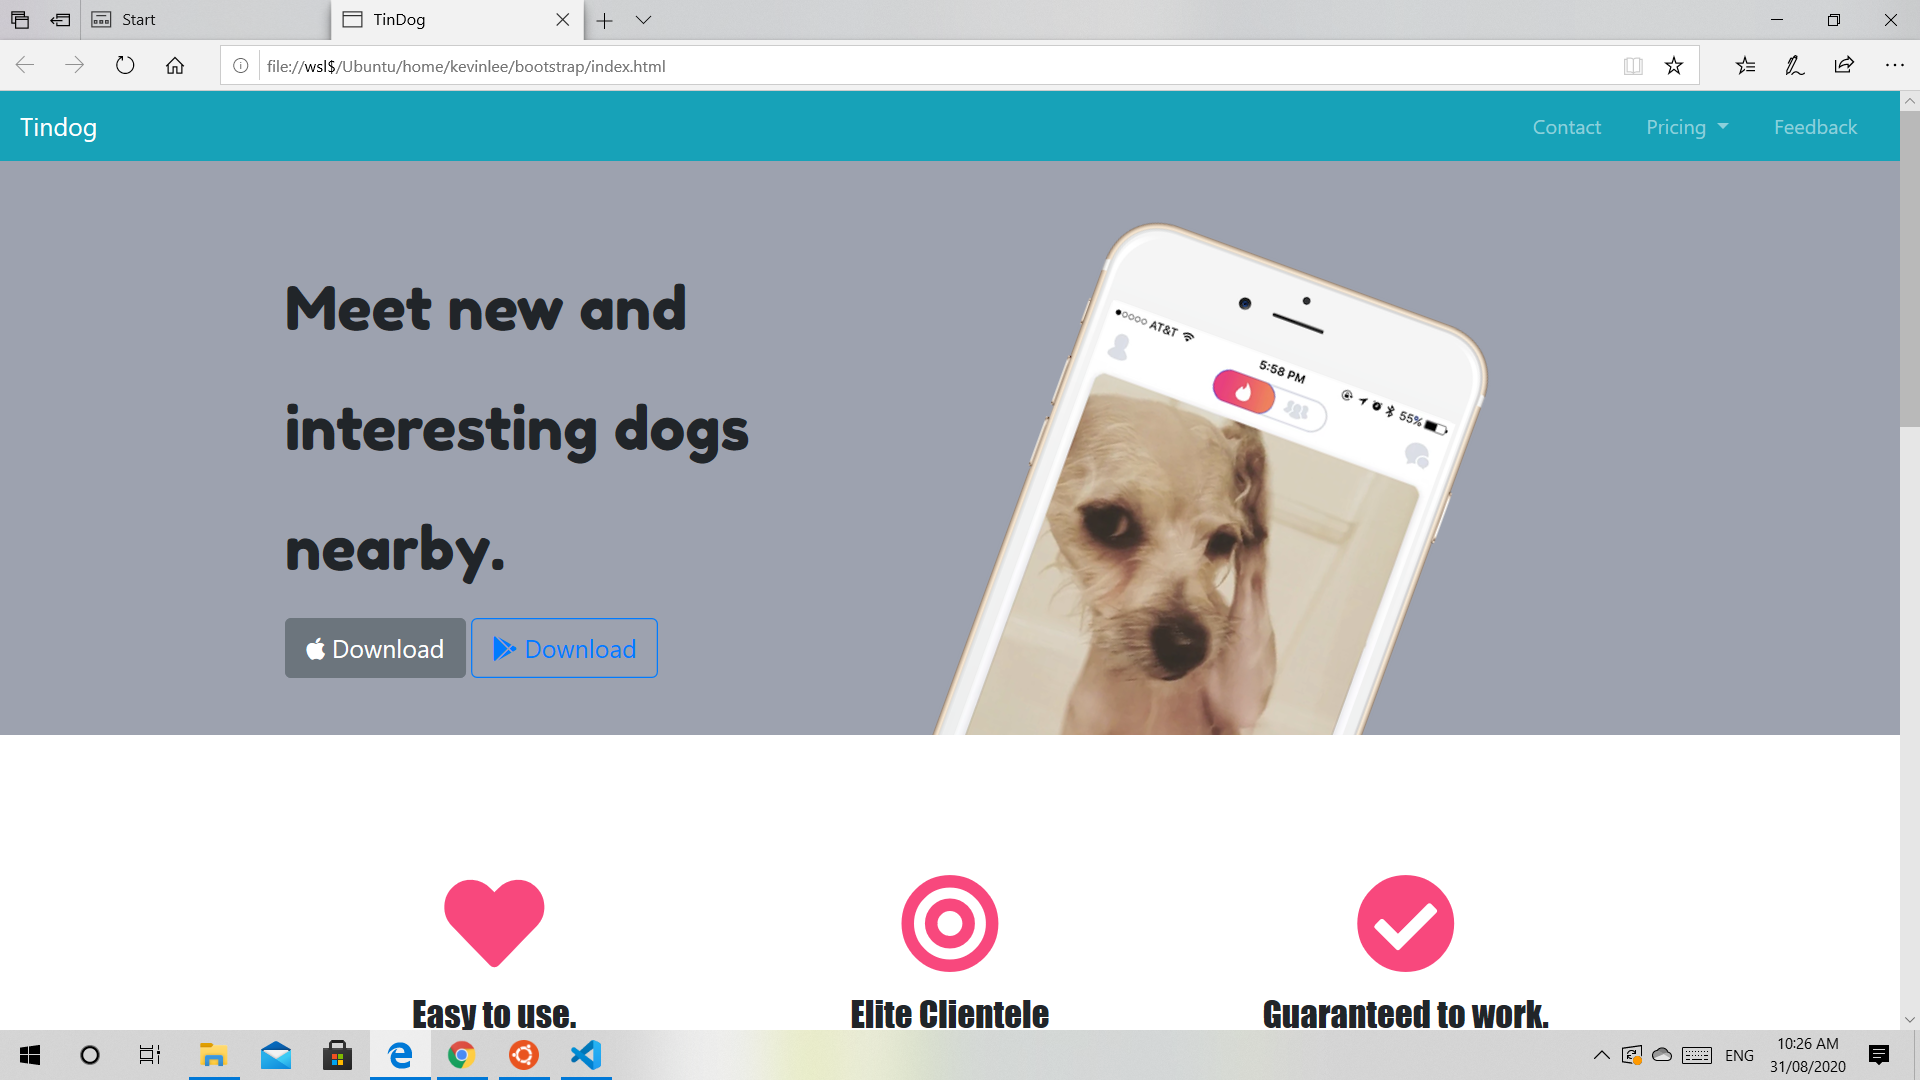 Start
TinDog
file://wsl$/Ubuntu/home/kevinlee/bootstrap/index.html
Tindog
Contact
Pricing
Feedback
Meet new and
interesting dogs
nearby.
Download
Download
AT&T
5:58 PM
55%
Easy to use.
Elite Clientele
Guaranteed to work.
ENG
10:26 AM
31/08/2020